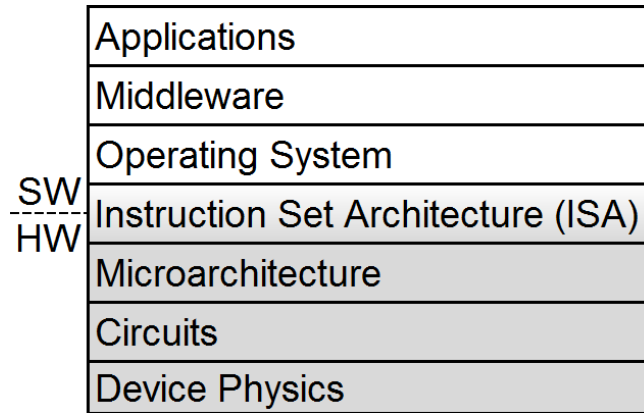 Applications
Middleware
Operating System
SW
Instruction Set Architecture (ISA)
HW
Microarchitecture
Circuits
Device Physics